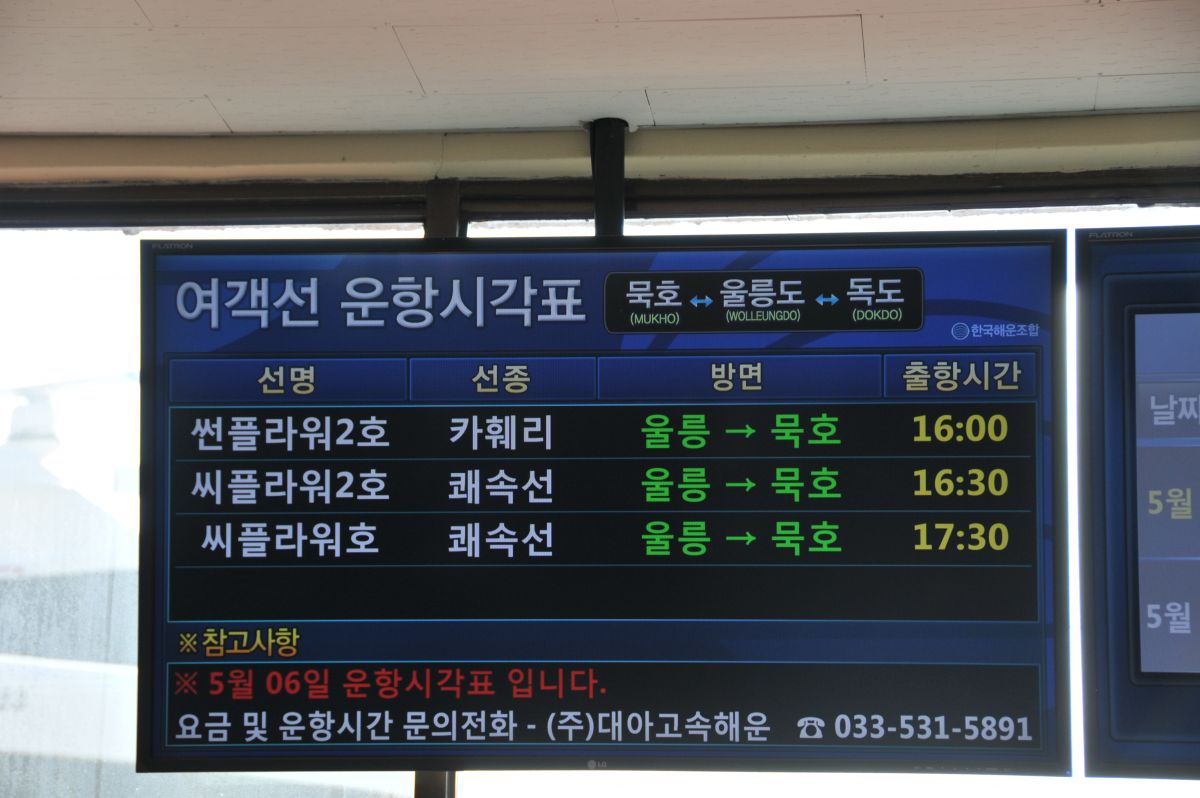 FLATRON
FLATRON
여객선 운항시각표
묵호 ↔ 울릉도 ↔ 독도
(MUKHO) (WOLLEUNGDO) (DOKDO)
한국해운조합
선명 선종 방면 출항시간
썬플라워2호 카훼리 울릉 → 묵호 16:00
씨플라워2호 쾌속선 울릉 → 묵호 16:30
씨플라워호 쾌속선 울릉 → 묵호 17:30
※ 참고사항
※ 5월 06일 운항시각표 입니다.
요금 및 운항시간 문의전화 - (주)대아고속해운 ☎ 033-531-5891
LG
날짜
5월
5월